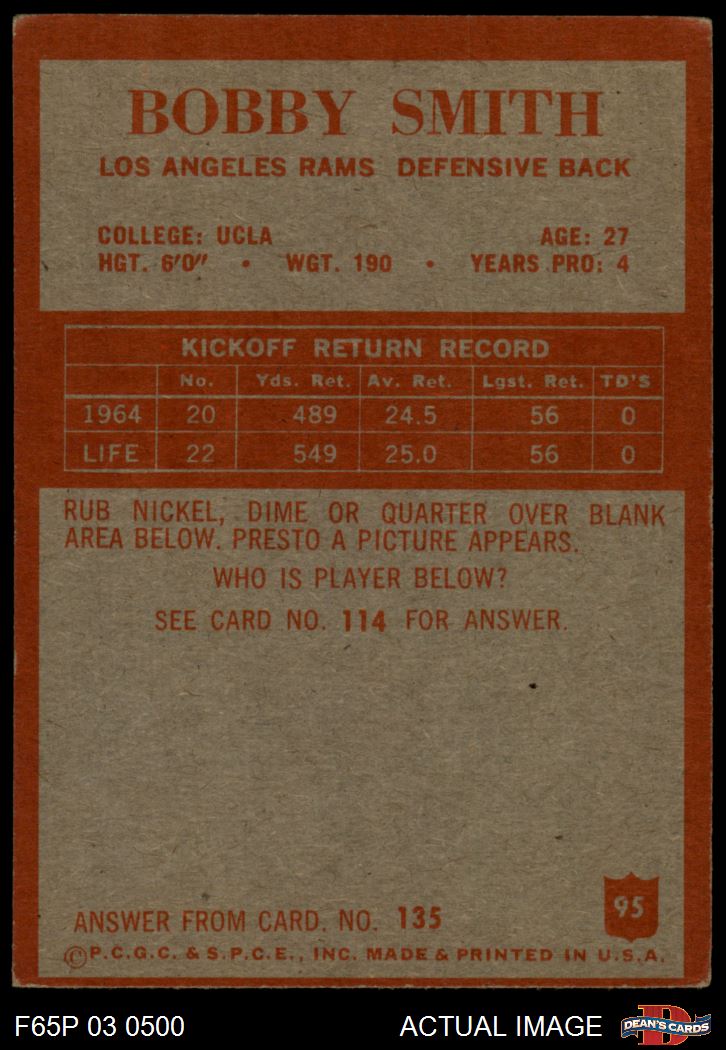 BOBBY SMITH
LOS ANGELES RAMS DEFENSIVE BACK
COLLEGE: UCLA AGE: 27
HGT. 6'0" • WGT. 190 • YEARS PRO: 4
KICKOFF RETURN RECORD
No. Yds. Ret. Av. Ret. Lgst. Ret. TD'S
1964 20 489 24.5 56 0
LIFE 22 549 25.0 56 0
RUB NICKEL, DIME OR QUARTER OVER BLANK
AREA BELOW. PRESTO A PICTURE APPEARS.
WHO IS PLAYER BELOW?
SEE CARD NO. 114 FOR ANSWER.
95
ANSWER FROM CARD. NO. 135
©P.C.G.C. & S.P.C.E., INC. MADE & PRINTED IN U.S.A.
F65P 03 0500 ACTUAL IMAGE
D
DEAN'S CARDS